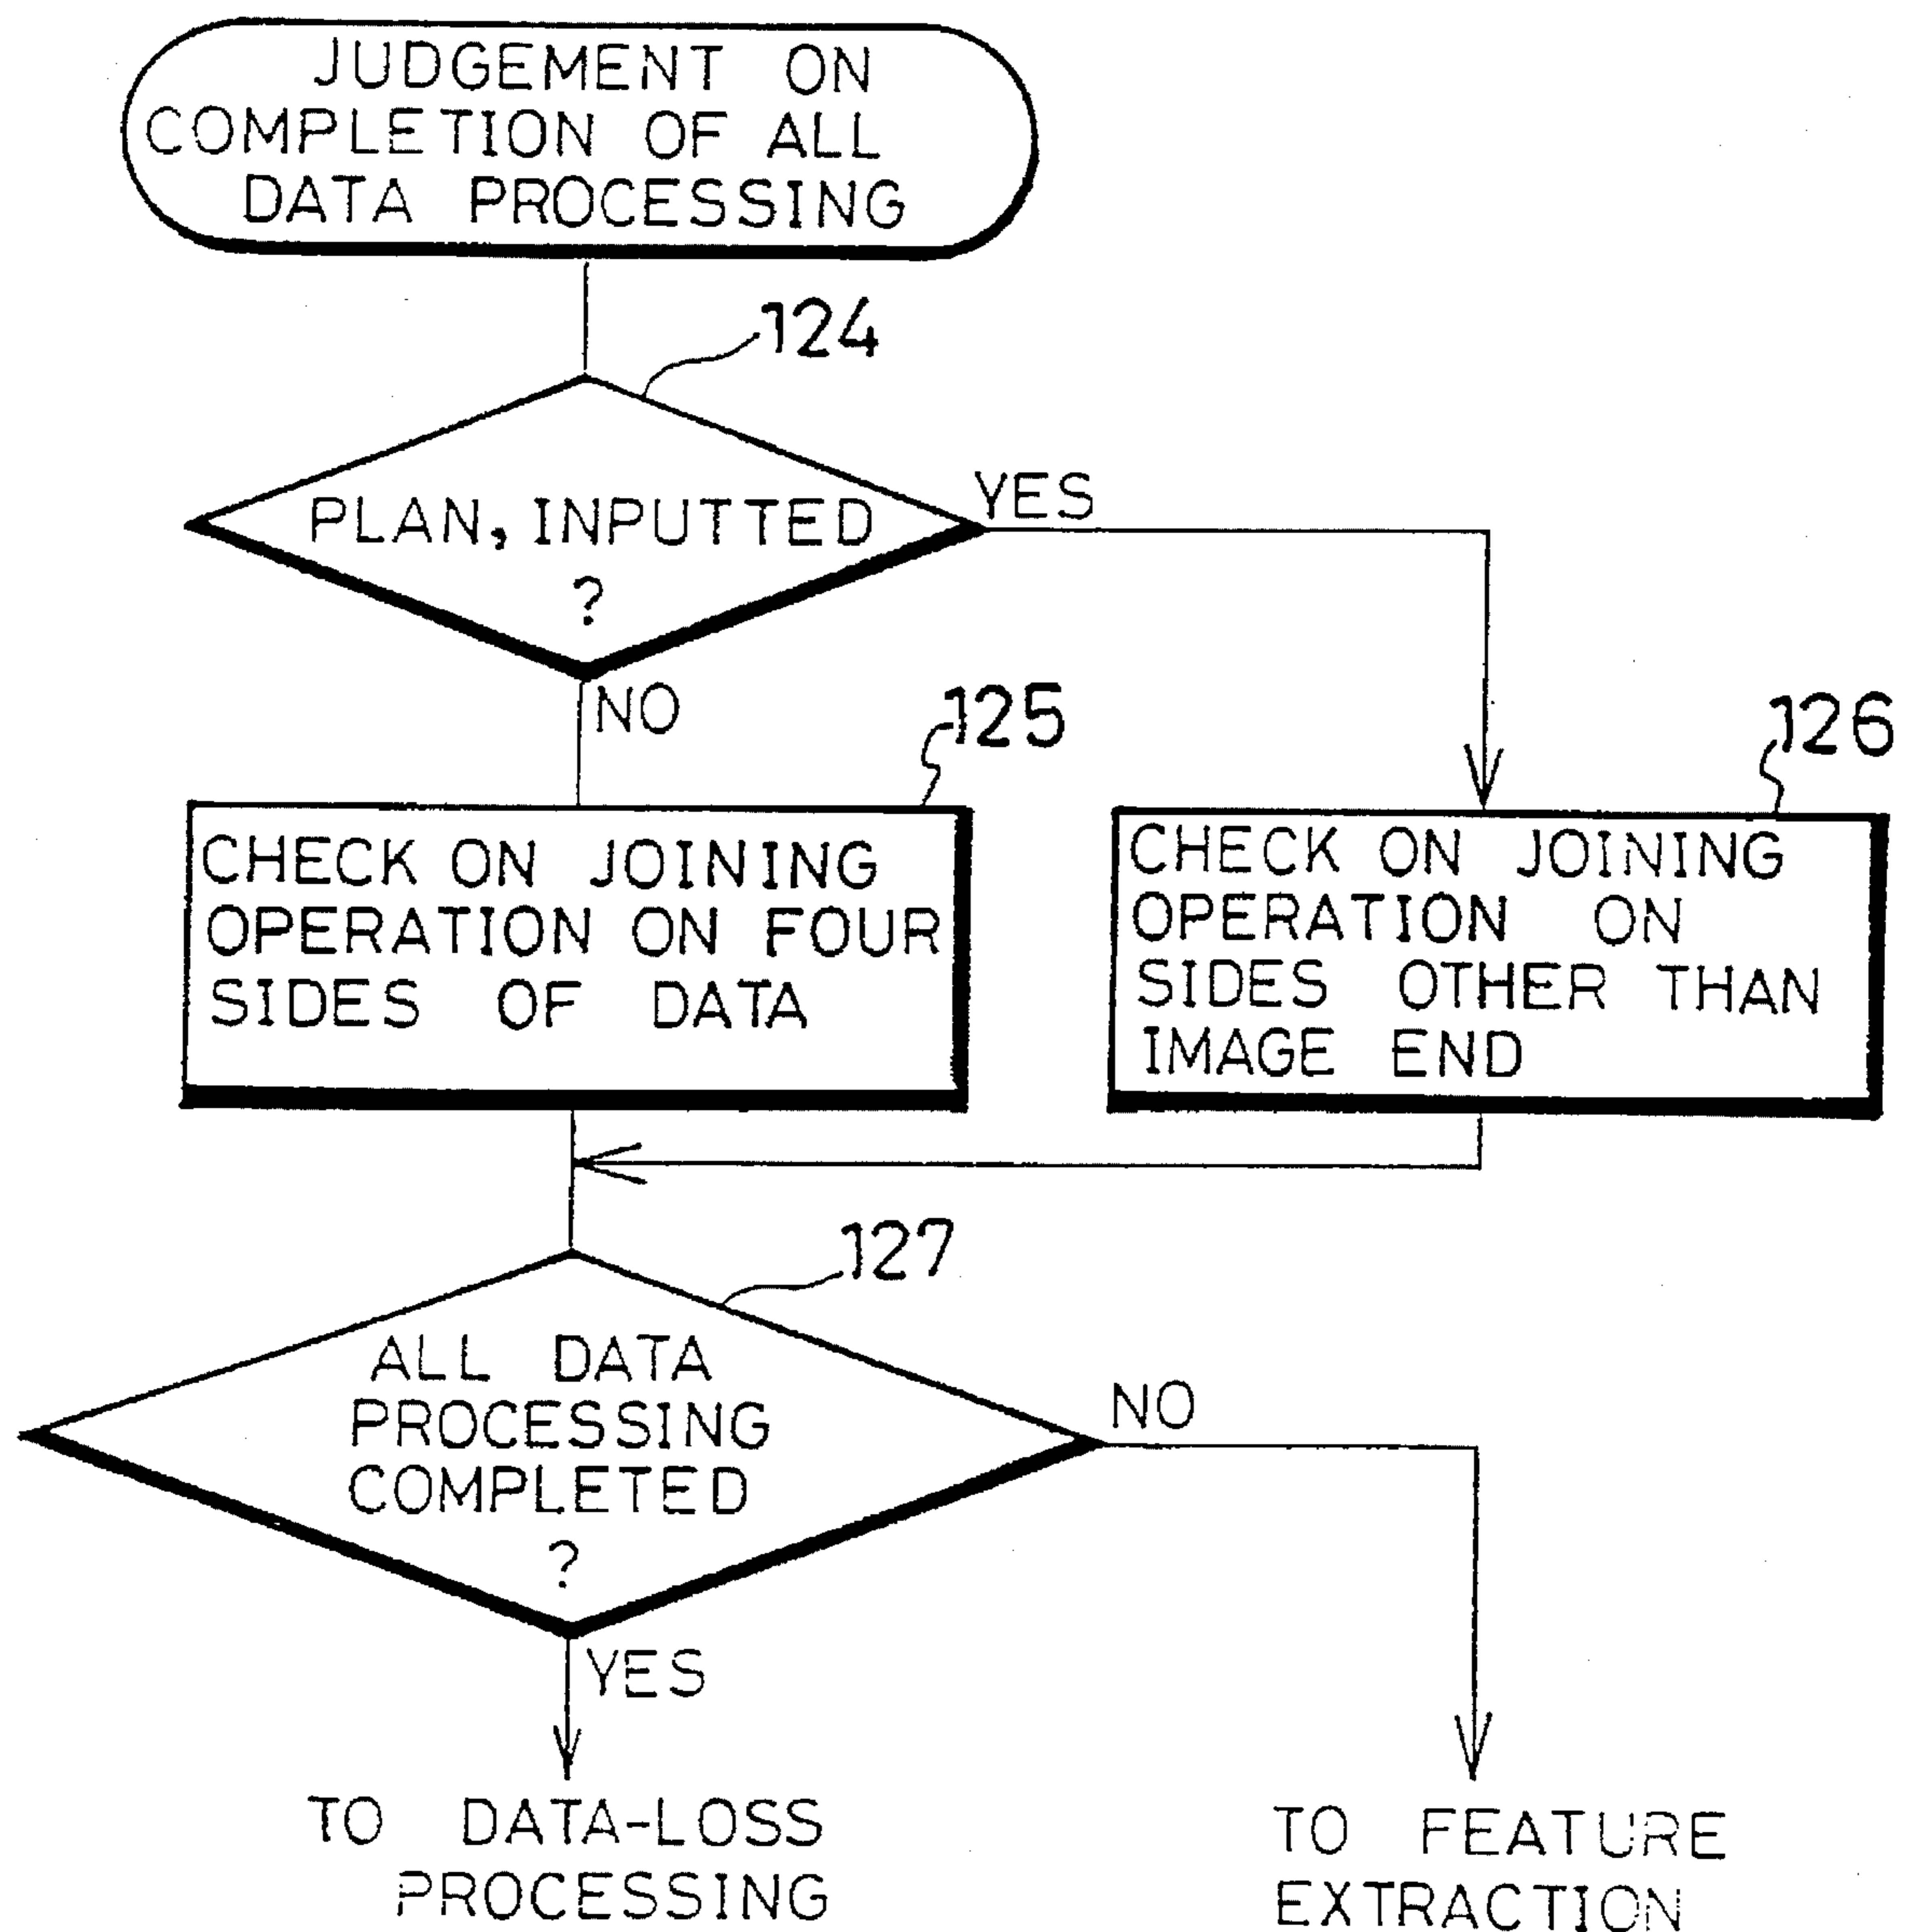 JUDGEMENT ON
COMPLETION OF ALL
DATA PROCESSING
124
PLAN, INPUTTED
?
YES
NO
125
126
CHECK ON JOINING
OPERATION ON FOUR
SIDES OF DATA
CHECK ON JOINING
OPERATION ON
SIDES OTHER THAN
IMAGE END
127
ALL DATA
PROCESSING
COMPLETED
?
NO
YES
TO DATA-LOSS
PROCESSING
TO FEATURE
EXTRACTION